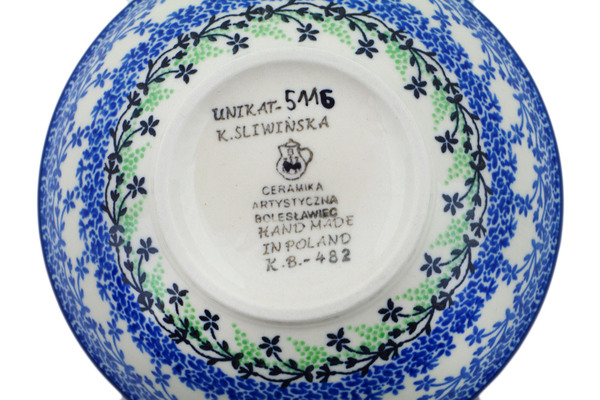 UNIKAT-5116
K.SLIWIŃSKA
CERAMIKA
ARTYSTYCZNA
BOLESŁAWIEC
HAND MADE
IN POLAND
K.B.-482